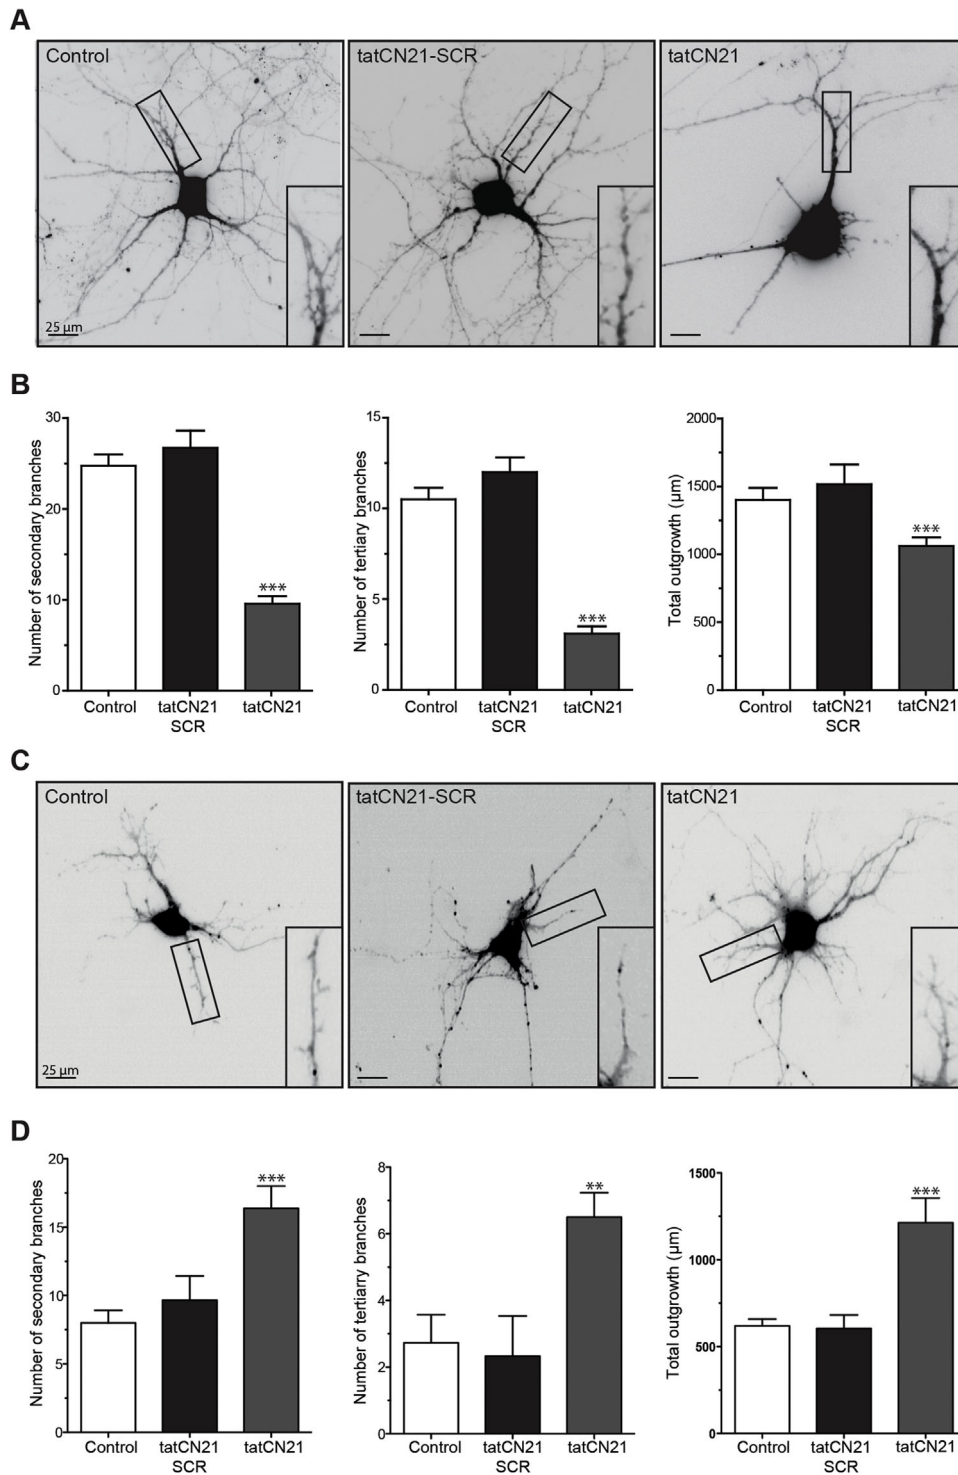 A
Control
tatCN21-SCR
tatCN21
25 µm
B
Number of secondary branches
30
20
10
0
***
Control
tatCN21
SCR
tatCN21
Number of tertiary branches
15
10
5
0
***
Control
tatCN21
SCR
tatCN21
Total outgrowth (µm)
2000
1500
1000
500
0
***
Control
tatCN21
SCR
tatCN21
C
Control
tatCN21-SCR
tatCN21
25 µm
D
Number of secondary branches
20
15
10
5
0
***
Control
tatCN21
SCR
tatCN21
Number of tertiarry branches
8
6
4
2
0
**
Control
tatCN21
SCR
tatCN21
Total outgrowth (µm)
1500
1000
500
0
***
Control
tatCN21
SCR
tatCN21